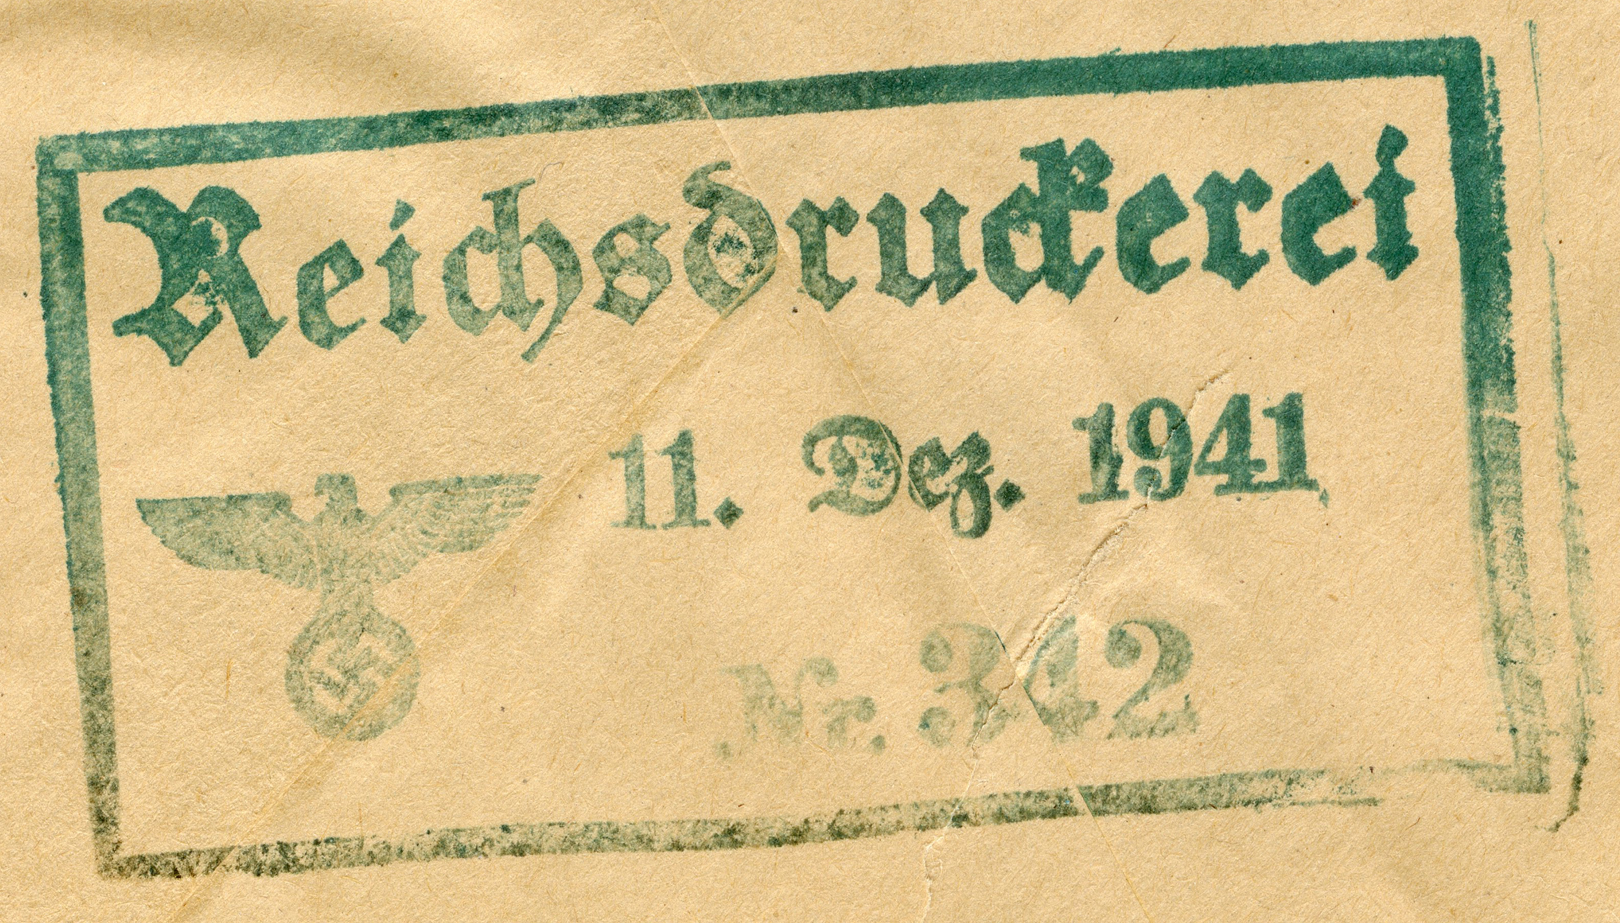 Reichsdruckerei
11. Dez. 1941
Nr. 342